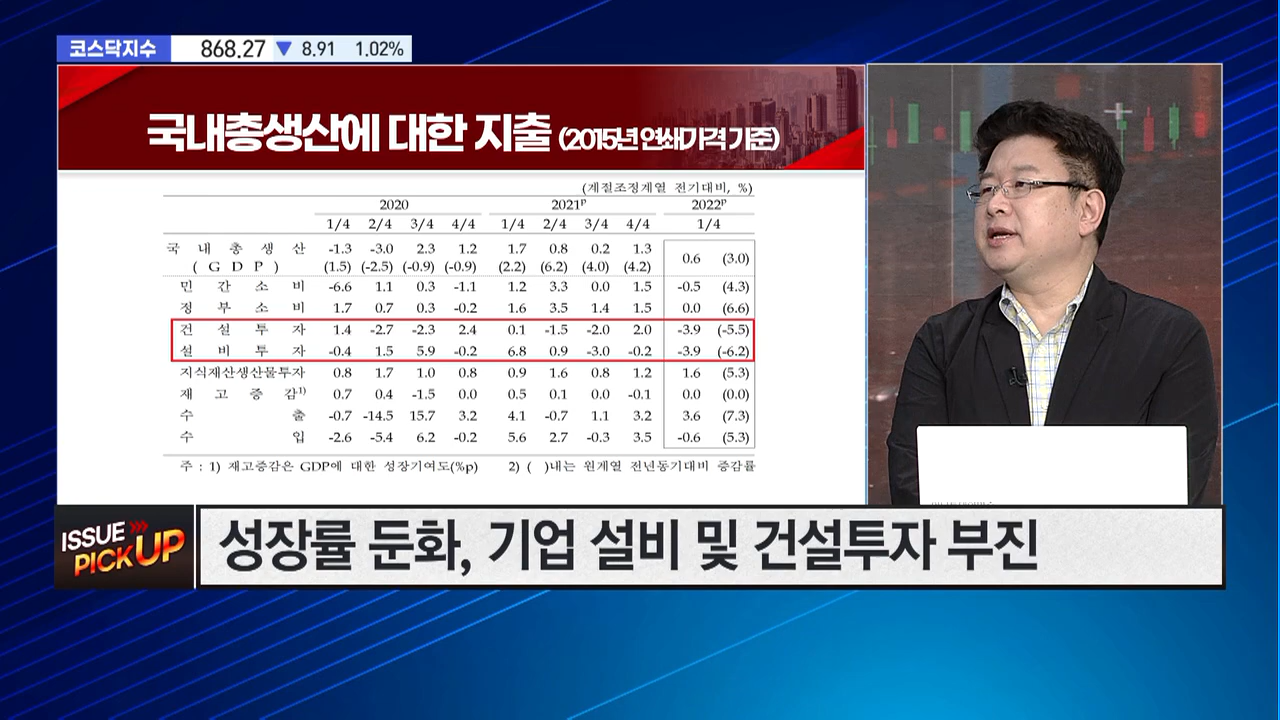 코스닥지수 868.27 ▼ 8.91 1.02%
국내총생산에 대한 지출 (2015년 연쇄가격 기준)
(계절조정계열 전기대비, %)
2020 2021ᵖ 2022ᵖ
1/4 2/4 3/4 4/4 1/4 2/4 3/4 4/4 1/4
국 내 총 생 산 -1.3 -3.0 2.3 1.2 1.7 0.8 0.2 1.3 0.6 (3.0)
( G D P ) (1.5) (-2.5) (-0.9) (-0.9) (2.2) (6.2) (4.0) (4.2)
민 간 소 비 -6.6 1.1 0.3 -1.1 1.2 3.3 0.0 1.5 -0.5 (4.3)
정 부 소 비 1.7 0.7 0.3 -0.2 1.6 3.5 1.4 1.5 0.0 (6.6)
건 설 투 자 1.4 -2.7 -2.3 2.4 0.1 -1.5 -2.0 2.0 -3.9 (-5.5)
설 비 투 자 -0.4 1.5 5.9 -0.2 6.8 0.9 -3.0 -0.2 -3.9 (-6.2)
지식재산생산물투자 0.8 1.7 1.0 0.8 0.9 1.6 0.8 1.2 1.6 (5.3)
재 고 증 감¹⁾ 0.7 0.4 -1.5 0.0 0.5 0.1 0.0 -0.1 0.0 (0.0)
수 출 -0.7 -14.5 15.7 3.2 4.1 -0.7 1.1 3.2 3.6 (7.3)
수 입 -2.6 -5.4 6.2 -0.2 5.6 2.7 -0.3 3.5 -0.6 (5.3)
주 : 1) 재고증감은 GDP에 대한 성장기여도(%p) 2) ( )내는 원계열 전년동기대비 증감률
ISSUE
PICK UP
성장률 둔화, 기업 설비 및 건설투자 부진